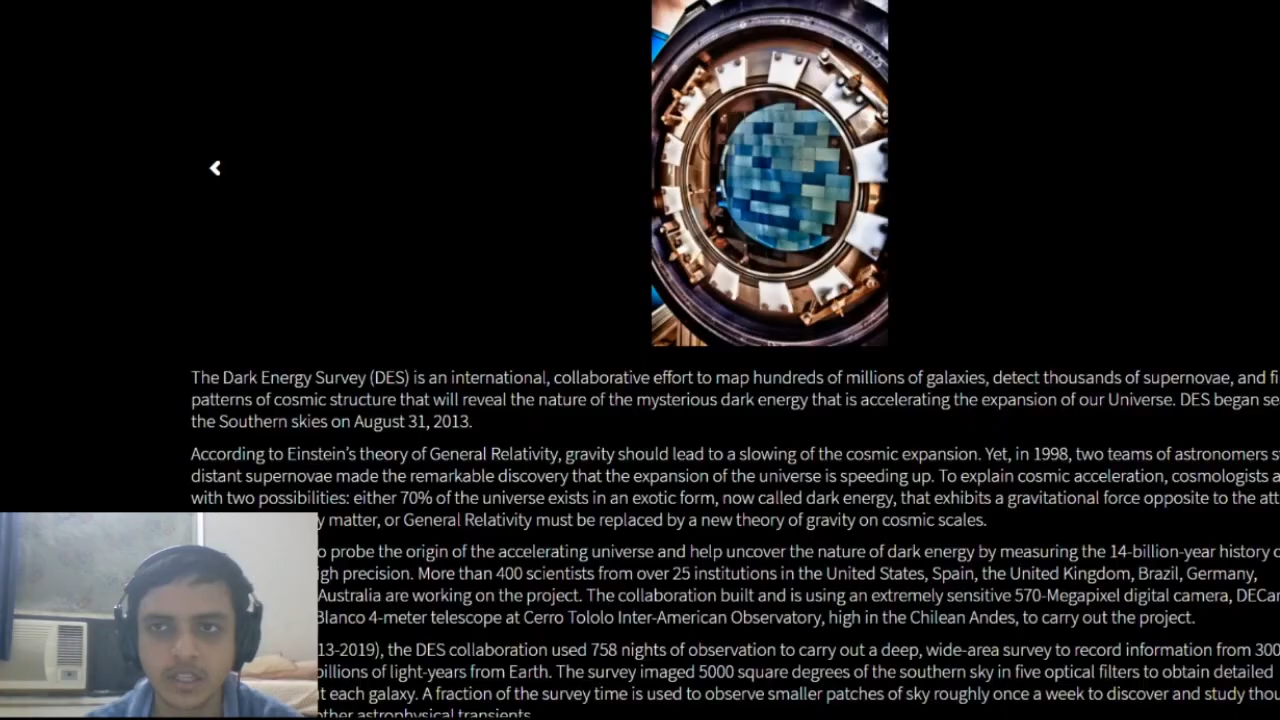 The Dark Energy Survey (DES) is an international, collaborative effort to map hundreds of millions of galaxies, detect thousands of supernovae, and
patterns of cosmic structure that will reveal the nature of the mysterious dark energy that is accelerating the expansion of our Universe. DES began
the Southern skies on August 31, 2013.
According to Einstein's theory of General Relativity, gravity should lead to a slowing of the cosmic expansion. Yet, in 1998, two teams of astronomers
distant supernovae made the remarkable discovery that the expansion of the universe is speeding up. To explain cosmic acceleration, cosmologists
with two possibilities: either 70% of the universe exists in an exotic form, now called dark energy, that exhibits a gravitational force opposite to the
matter, or General Relativity must be replaced by a new theory of gravity on cosmic scales.
probe the origin of the accelerating universe and help uncover the nature of dark energy by measuring the 14-billion-year history
precision. More than 400 scientists from over 25 institutions in the United States, Spain, the United Kingdom, Brazil, Germany,
Australia are working on the project. The collaboration built and is using an extremely sensitive 570-Megapixel digital camera,
Blanco 4-meter telescope at Cerro Tololo Inter-American Observatory, high in the Chilean Andes, to carry out the project.
13-2019), the DES collaboration used 758 nights of observation to carry out a deep, wide-area survey to record information from 300
of light-years from Earth. The survey imaged 5000 square degrees of the southern sky in five optical filters to obtain detailed
each galaxy. A fraction of the survey time is used to observe smaller patches of sky roughly once a week to discover and study
other astrophysical transients.